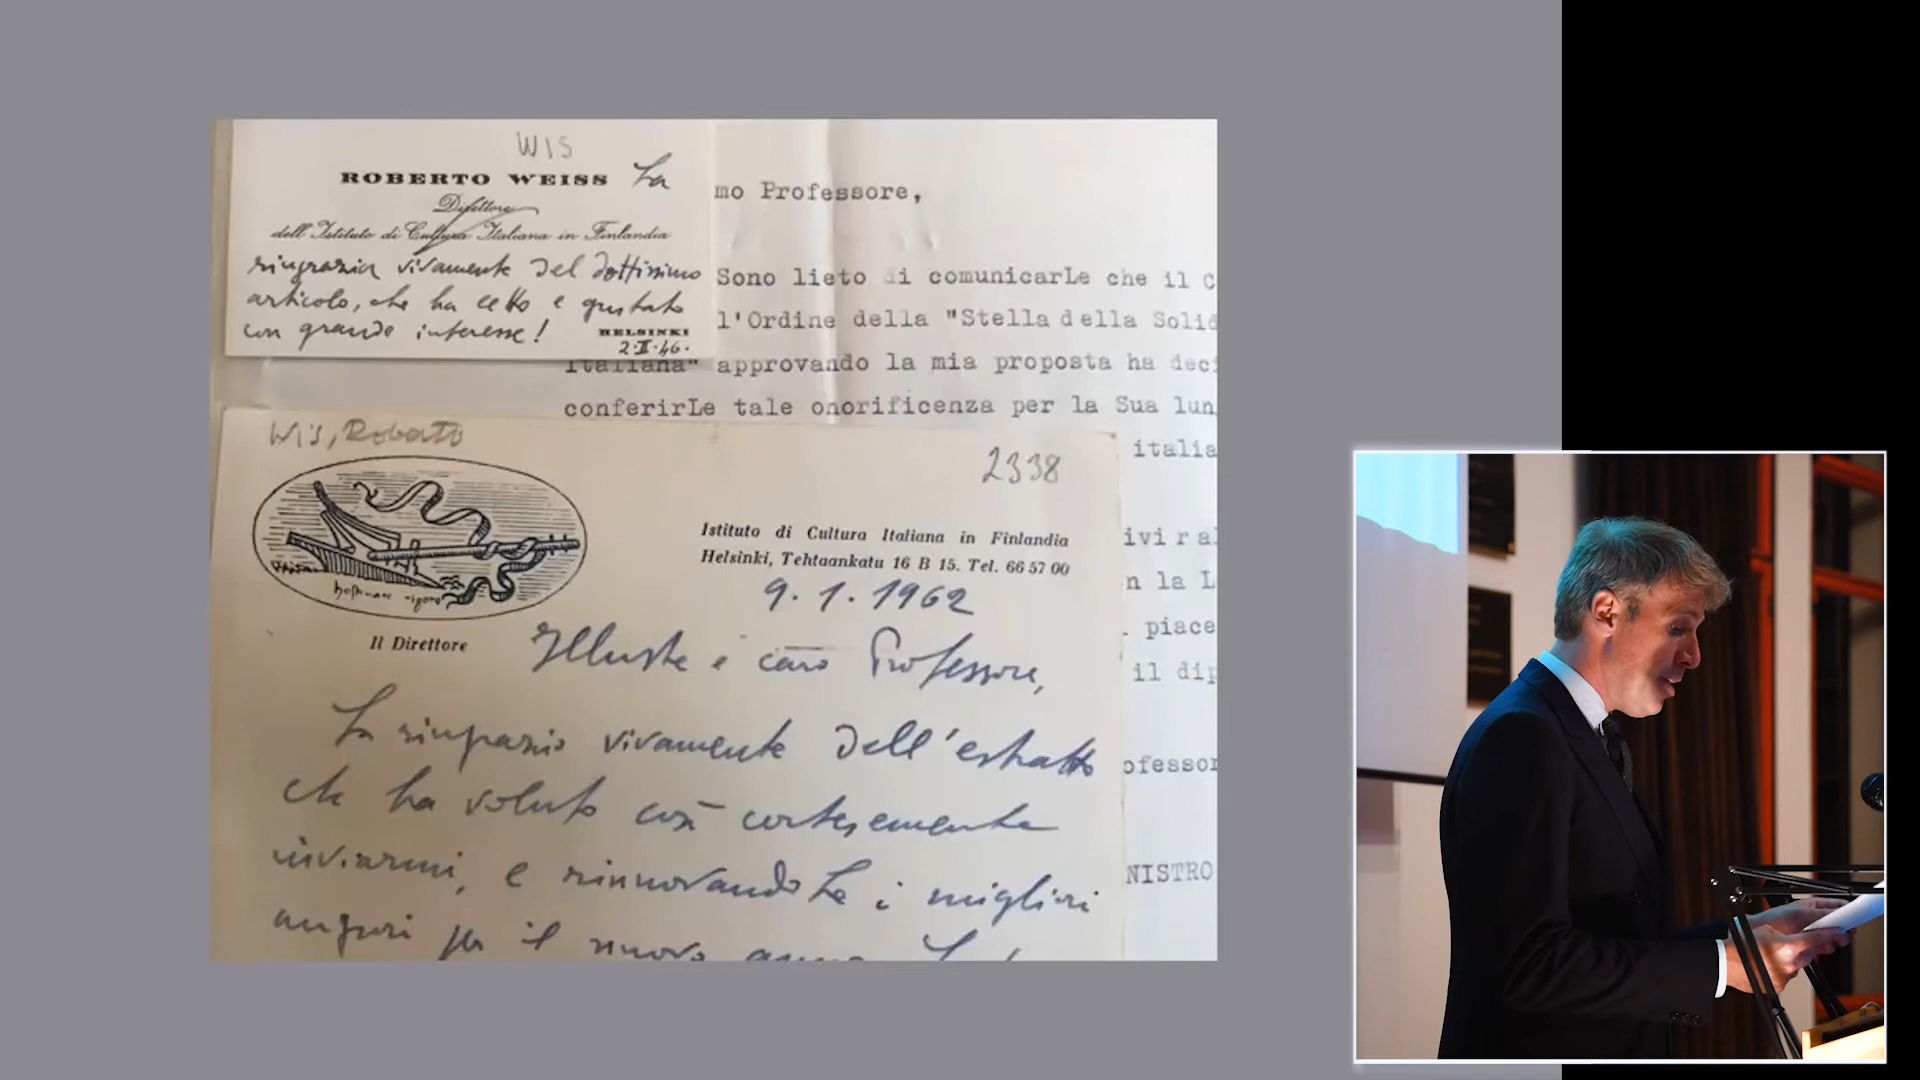 WIS
ROBERTO WEISS La
Direttore
dell'Istituto di Cultura Italiana in Finlandia
ringrazia vivamente del dottissimo
articolo, che ha letto e gustato
con grande interesse!
HELSINKI
2.II.46.
mo Professore,
Sono lieto di comunicarLe che il C
l'Ordine della "Stella della Solid
Italiana" approvando la mia proposta ha deci
conferirLe tale onorificenza per la Sua lun
italia
ivi ral
n la L
piace
il dip
ofessor
NISTRO
Wis, Roberto
2338
Istituto di Cultura Italiana in Finlandia
Helsinki, Tehtaankatu 16 B 15. Tel. 66 57 00
9.1.1962
Il Direttore
Illustre e caro Professore,
La ringrazio vivamente dell'estratto
che ha voluto così cortesemente
inviarmi, e rinnovandoLe i migliori
auguri per il nuovo anno